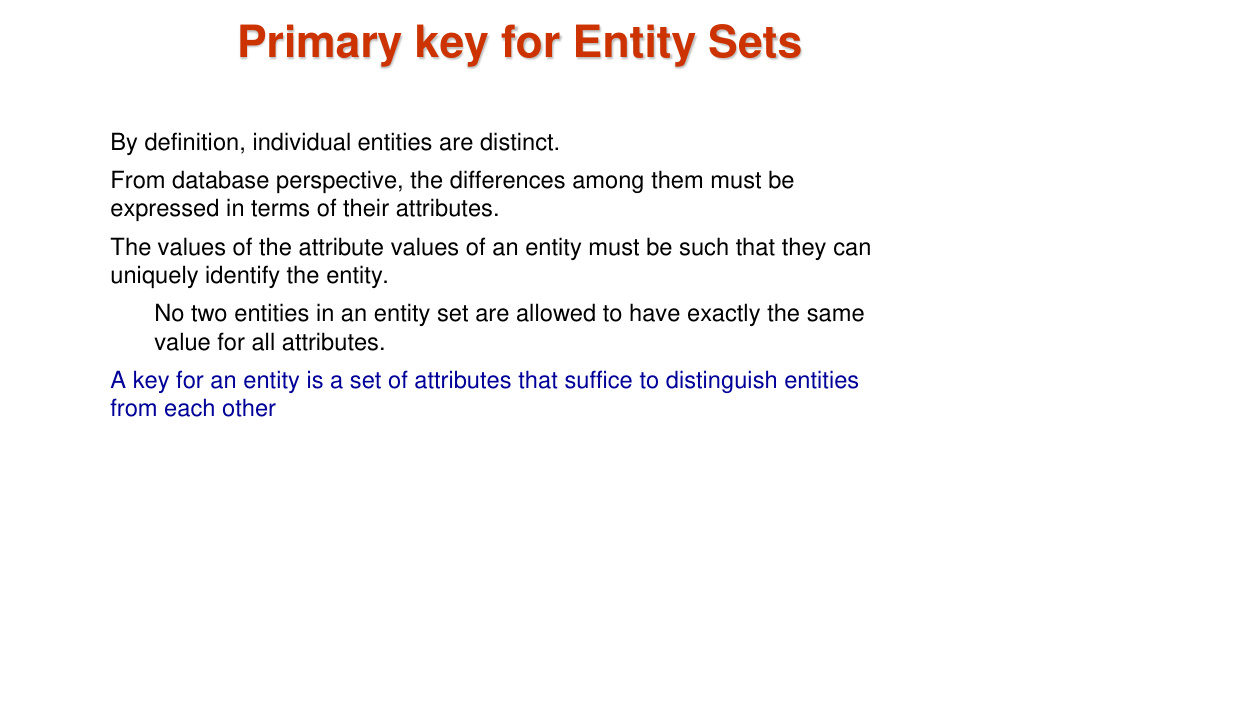 Primary key for Entity Sets
By definition, individual entities are distinct.
From database perspective, the differences among them must be
expressed in terms of their attributes.
The values of the attribute values of an entity must be such that they can
uniquely identify the entity.
No two entities in an entity set are allowed to have exactly the same
value for all attributes.
A key for an entity is a set of attributes that suffice to distinguish entities
from each other